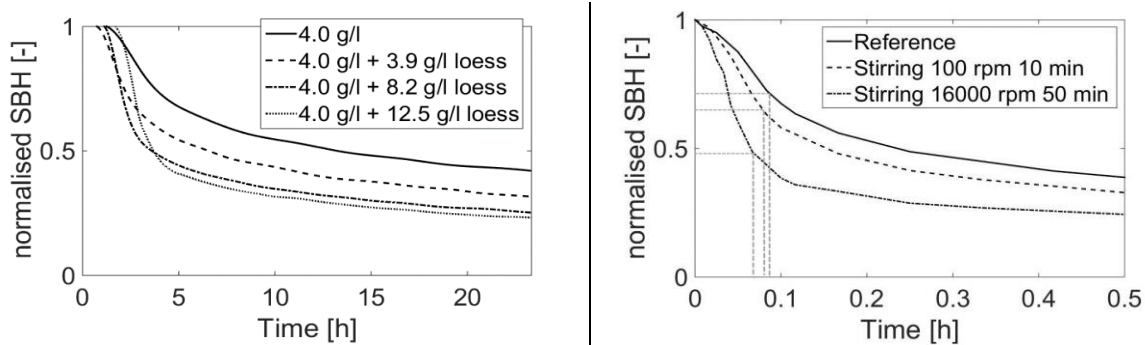 normalised SBH [-]
1
0.5
0
4.0 g/l
4.0 g/l + 3.9 g/l loess
4.0 g/l + 8.2 g/l loess
4.0 g/l + 12.5 g/l loess
0
5
10
15
20
Time [h]
normalised SBH [-]
1
0.5
0
Reference
Stirring 100 rpm 10 min
Stirring 16000 rpm 50 min
0
0.1
0.2
0.3
0.4
0.5
Time [h]